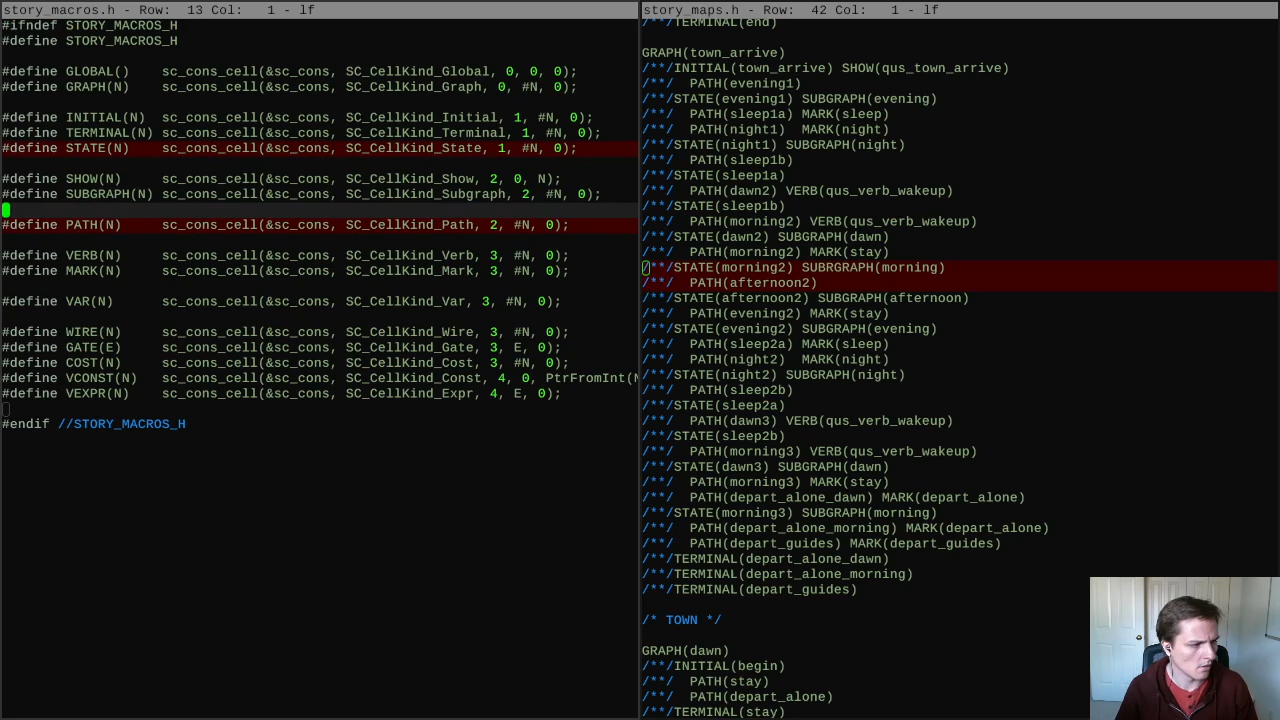 story_macros.h - Row: 13 Col: 1 - lf
#ifndef STORY_MACROS_H
#define STORY_MACROS_H
#define GLOBAL() sc_cons_cell(&sc_cons, SC_CellKind_Global, 0, 0, 0);
#define GRAPH(N) sc_cons_cell(&sc_cons, SC_CellKind_Graph, 0, #N, 0);
#define INITIAL(N) sc_cons_cell(&sc_cons, SC_CellKind_Initial, 1, #N, 0);
#define TERMINAL(N) sc_cons_cell(&sc_cons, SC_CellKind_Terminal, 1, #N, 0);
#define STATE(N) sc_cons_cell(&sc_cons, SC_CellKind_State, 1, #N, 0);
#define SHOW(N) sc_cons_cell(&sc_cons, SC_CellKind_Show, 2, 0, N);
#define SUBGRAPH(N) sc_cons_cell(&sc_cons, SC_CellKind_Subgraph, 2, #N, 0);
#define PATH(N) sc_cons_cell(&sc_cons, SC_CellKind_Path, 2, #N, 0);
#define VERB(N) sc_cons_cell(&sc_cons, SC_CellKind_Verb, 3, #N, 0);
#define MARK(N) sc_cons_cell(&sc_cons, SC_CellKind_Mark, 3, #N, 0);
#define VAR(N) sc_cons_cell(&sc_cons, SC_CellKind_Var, 3, #N, 0);
#define WIRE(N) sc_cons_cell(&sc_cons, SC_CellKind_Wire, 3, #N, 0);
#define GATE(E) sc_cons_cell(&sc_cons, SC_CellKind_Gate, 3, E, 0);
#define COST(N) sc_cons_cell(&sc_cons, SC_CellKind_Cost, 3, #N, 0);
#define VCONST(N) sc_cons_cell(&sc_cons, SC_CellKind_Const, 4, 0, PtrFromInt(N
#define VEXPR(N) sc_cons_cell(&sc_cons, SC_CellKind_Expr, 4, E, 0);
#endif //STORY_MACROS_H
story_maps.h - Row: 42 Col: 1 - lf
/**/TERMINAL(end)
GRAPH(town_arrive)
/**/INITIAL(town_arrive) SHOW(qus_town_arrive)
/**/ PATH(evening1)
/**/STATE(evening1) SUBGRAPH(evening)
/**/ PATH(sleep1a) MARK(sleep)
/**/ PATH(night1) MARK(night)
/**/STATE(night1) SUBGRAPH(night)
/**/ PATH(sleep1b)
/**/STATE(sleep1a)
/**/ PATH(dawn2) VERB(qus_verb_wakeup)
/**/STATE(sleep1b)
/**/ PATH(morning2) VERB(qus_verb_wakeup)
/**/STATE(dawn2) SUBGRAPH(dawn)
/**/ PATH(morning2) MARK(stay)
/**/STATE(morning2) SUBRGRAPH(morning)
/**/ PATH(afternoon2)
/**/STATE(afternoon2) SUBGRAPH(afternoon)
/**/ PATH(evening2) MARK(stay)
/**/STATE(evening2) SUBGRAPH(evening)
/**/ PATH(sleep2a) MARK(sleep)
/**/ PATH(night2) MARK(night)
/**/STATE(night2) SUBGRAPH(night)
/**/ PATH(sleep2b)
/**/STATE(sleep2a)
/**/ PATH(dawn3) VERB(qus_verb_wakeup)
/**/STATE(sleep2b)
/**/ PATH(morning3) VERB(qus_verb_wakeup)
/**/STATE(dawn3) SUBGRAPH(dawn)
/**/ PATH(morning3) MARK(stay)
/**/ PATH(depart_alone_dawn) MARK(depart_alone)
/**/STATE(morning3) SUBGRAPH(morning)
/**/ PATH(depart_alone_morning) MARK(depart_alone)
/**/ PATH(depart_guides) MARK(depart_guides)
/**/TERMINAL(depart_alone_dawn)
/**/TERMINAL(depart_alone_morning)
/**/TERMINAL(depart_guides)
/* TOWN */
GRAPH(dawn)
/**/INITIAL(begin)
/**/ PATH(stay)
/**/ PATH(depart_alone)
/**/TERMINAL(stay)